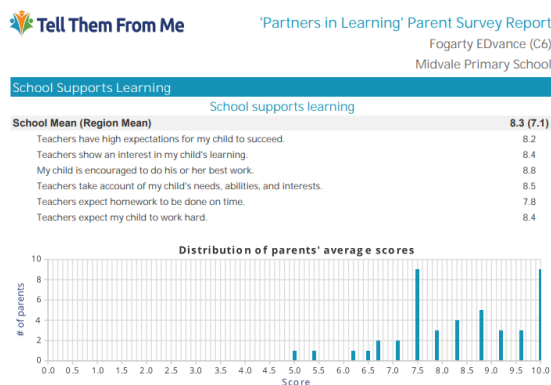 Tell Them From Me
'Partners in Learning' Parent Survey Report
Fogarty EDvance (C6)
Midvale Primary School
School Supports Learning
School supports learning
School Mean (Region Mean) 8.3 (7.1)
Teachers have high expectations for my child to succeed. 8.2
Teachers show an interest in my child's learning. 8.4
My child is encouraged to do his or her best work. 8.8
Teachers take account of my child's needs, abilities, and interests. 8.5
Teachers expect homework to be done on time. 7.8
Teachers expect my child to work hard. 8.4
Distribution of parents' average scores
# of parents
10
8
6
4
2
0
0.0 0.5 1.0 1.5 2.0 2.5 3.0 3.5 4.0 4.5 5.0 5.5 6.0 6.5 7.0 7.5 8.0 8.5 9.0 9.5 10.0
Score